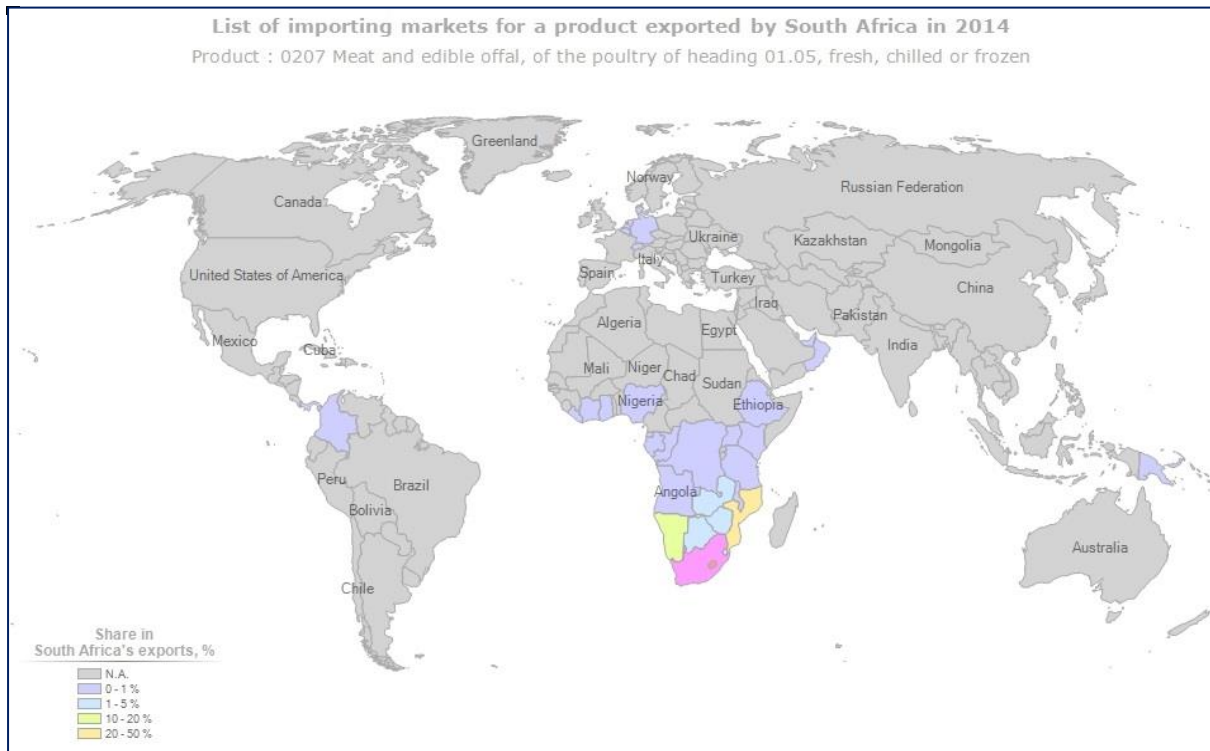 List of importing markets for a product exported by South Africa in 2014
Product : 0207 Meat and edible offal, of the poultry of heading 01.05, fresh, chilled or frozen
Greenland
Norway
Russian Federation
Canada
Ukraine
Kazakhstan
Mongolia
United States of America
Spain
Italy
Turkey
China
Iraq
Pakistan
Algeria
Egypt
India
Mexico
Cuba
Mali
Niger
Chad
Sudan
Nigeria
Ethiopia
Peru
Brazil
Angola
Bolivia
Australia
Chile
Share in
South Africa's exports, %
N.A.
0 - 1 %
1 - 5 %
10 - 20 %
20 - 50 %